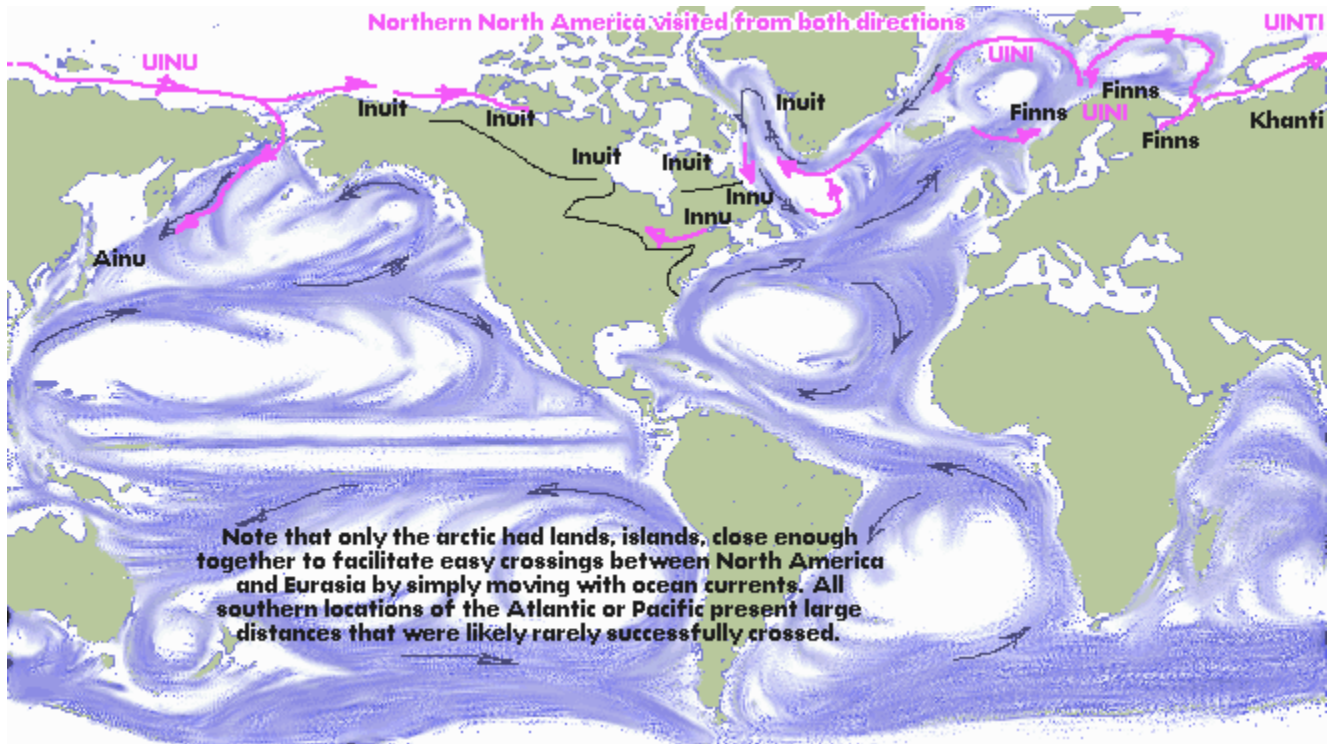 Northern North America visited from both directions
UINU
UINI
UINTI
Inuit
Inuit
Inuit
Finns
Finns
UINI
Finns
Khanti
Inuit
Inuit
Innu
Innu
Ainu
Note that only the arctic had lands, islands, close enough
together to facilitate easy crossings between North America
and Eurasia by simply moving with ocean currents. All
southern locations of the Atlantic or Pacific present large
distances that were likely rarely successfully crossed.